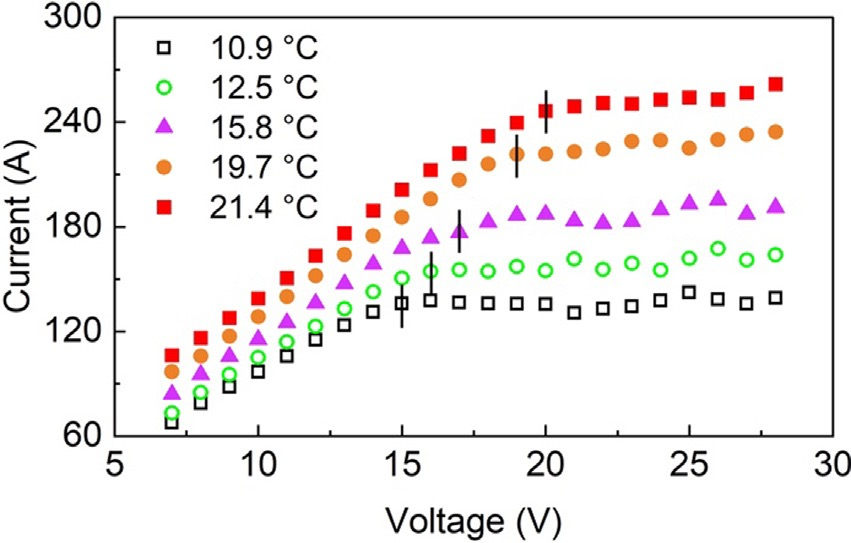 300
240
180
120
60
Current (A)
10.9 °C
12.5 °C
15.8 °C
19.7 °C
21.4 °C
5 10 15 20 25 30
Voltage (V)